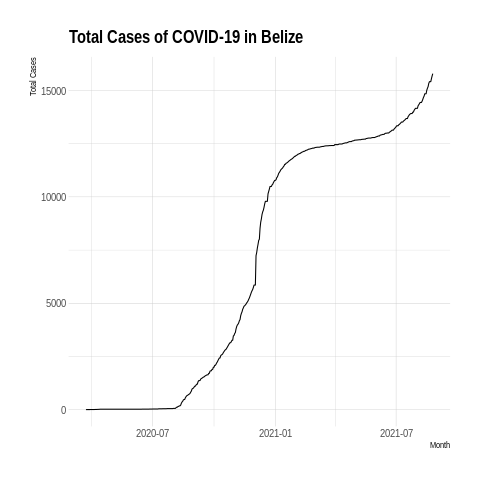 Total Cases of COVID-19 in Belize
Total Cases
15000
10000
5000
0
2020-07
2021-01
2021-07
Month